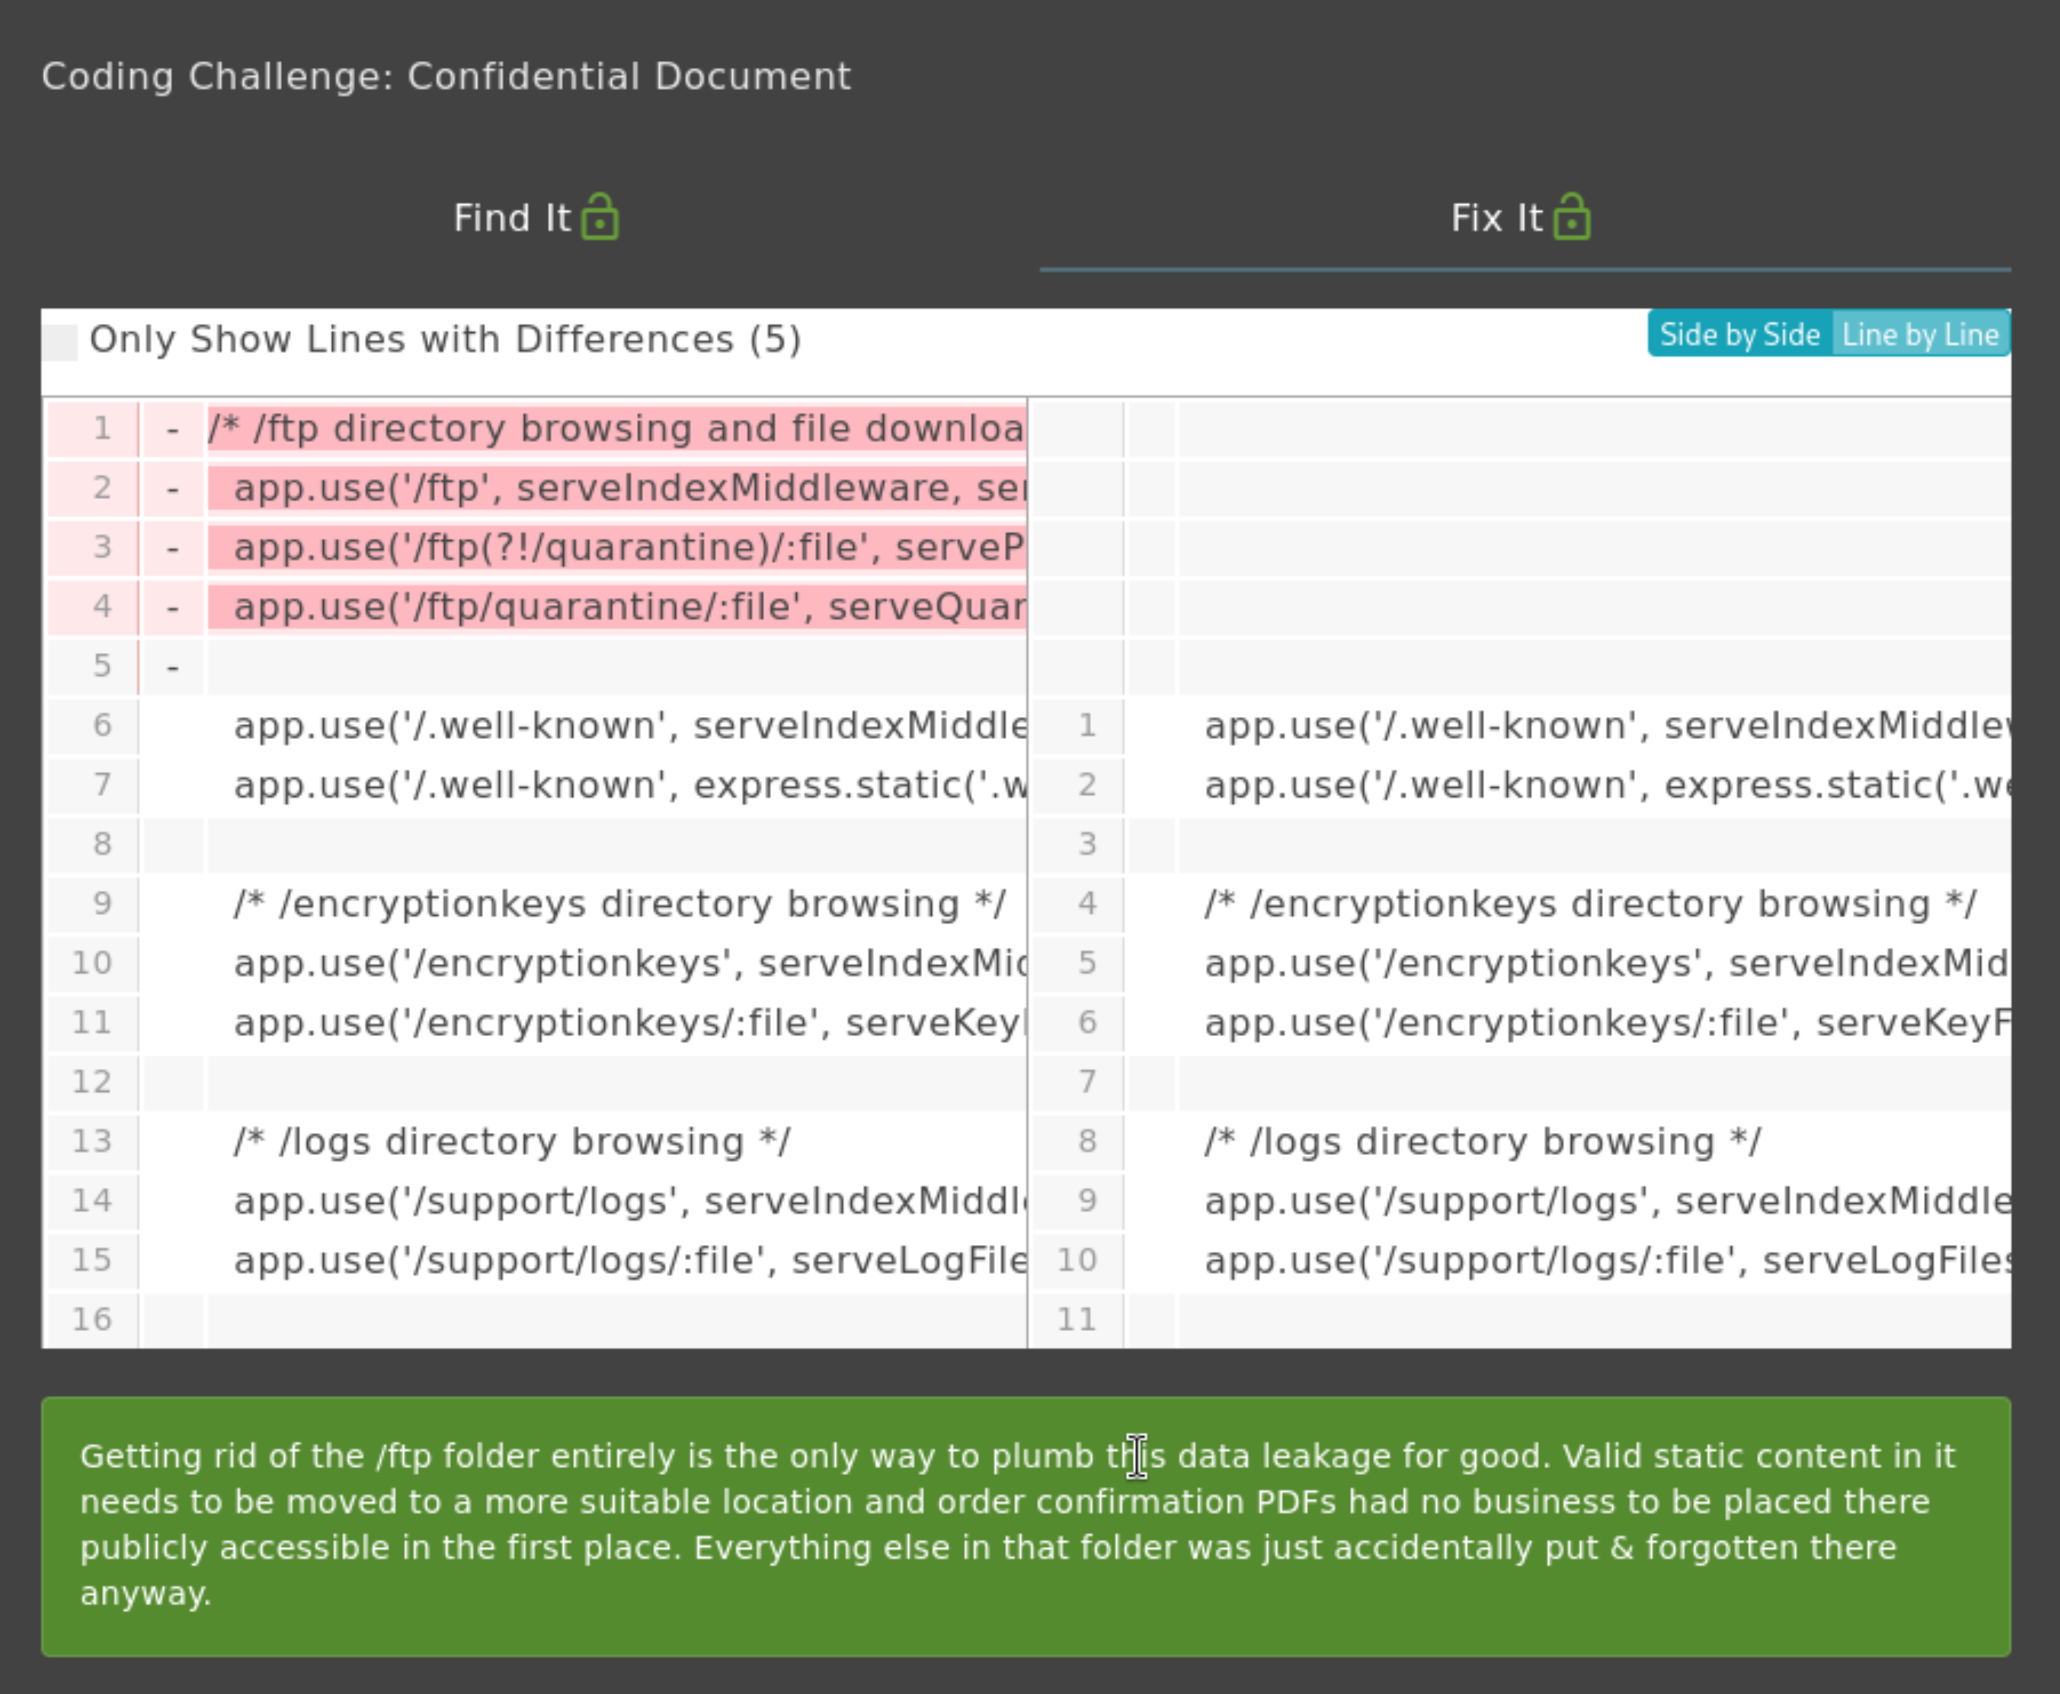 Coding Challenge: Confidential Document
Find It
Fix It
Only Show Lines with Differences (5)
Side by Side Line by Line
1 - /* /ftp directory browsing and file downloa
2 - app.use('/ftp', serveIndexMiddleware, ser
3 - app.use('/ftp(?!/quarantine)/:file', serveP
4 - app.use('/ftp/quarantine/:file', serveQuar
5 -
6 app.use('/.well-known', serveIndexMiddle
7 app.use('/.well-known', express.static('.w
8
9 /* /encryptionkeys directory browsing */
10 app.use('/encryptionkeys', serveIndexMid
11 app.use('/encryptionkeys/:file', serveKey
12
13 /* /logs directory browsing */
14 app.use('/support/logs', serveIndexMiddl
15 app.use('/support/logs/:file', serveLogFile
16
1 app.use('/.well-known', serveIndexMiddlew
2 app.use('/.well-known', express.static('.we
3
4 /* /encryptionkeys directory browsing */
5 app.use('/encryptionkeys', serveIndexMid
6 app.use('/encryptionkeys/:file', serveKeyF
7
8 /* /logs directory browsing */
9 app.use('/support/logs', serveIndexMiddle
10 app.use('/support/logs/:file', serveLogFiles
11
Getting rid of the /ftp folder entirely is the only way to plumb this data leakage for good. Valid static content in it
needs to be moved to a more suitable location and order confirmation PDFs had no business to be placed there
publicly accessible in the first place. Everything else in that folder was just accidentally put & forgotten there
anyway.